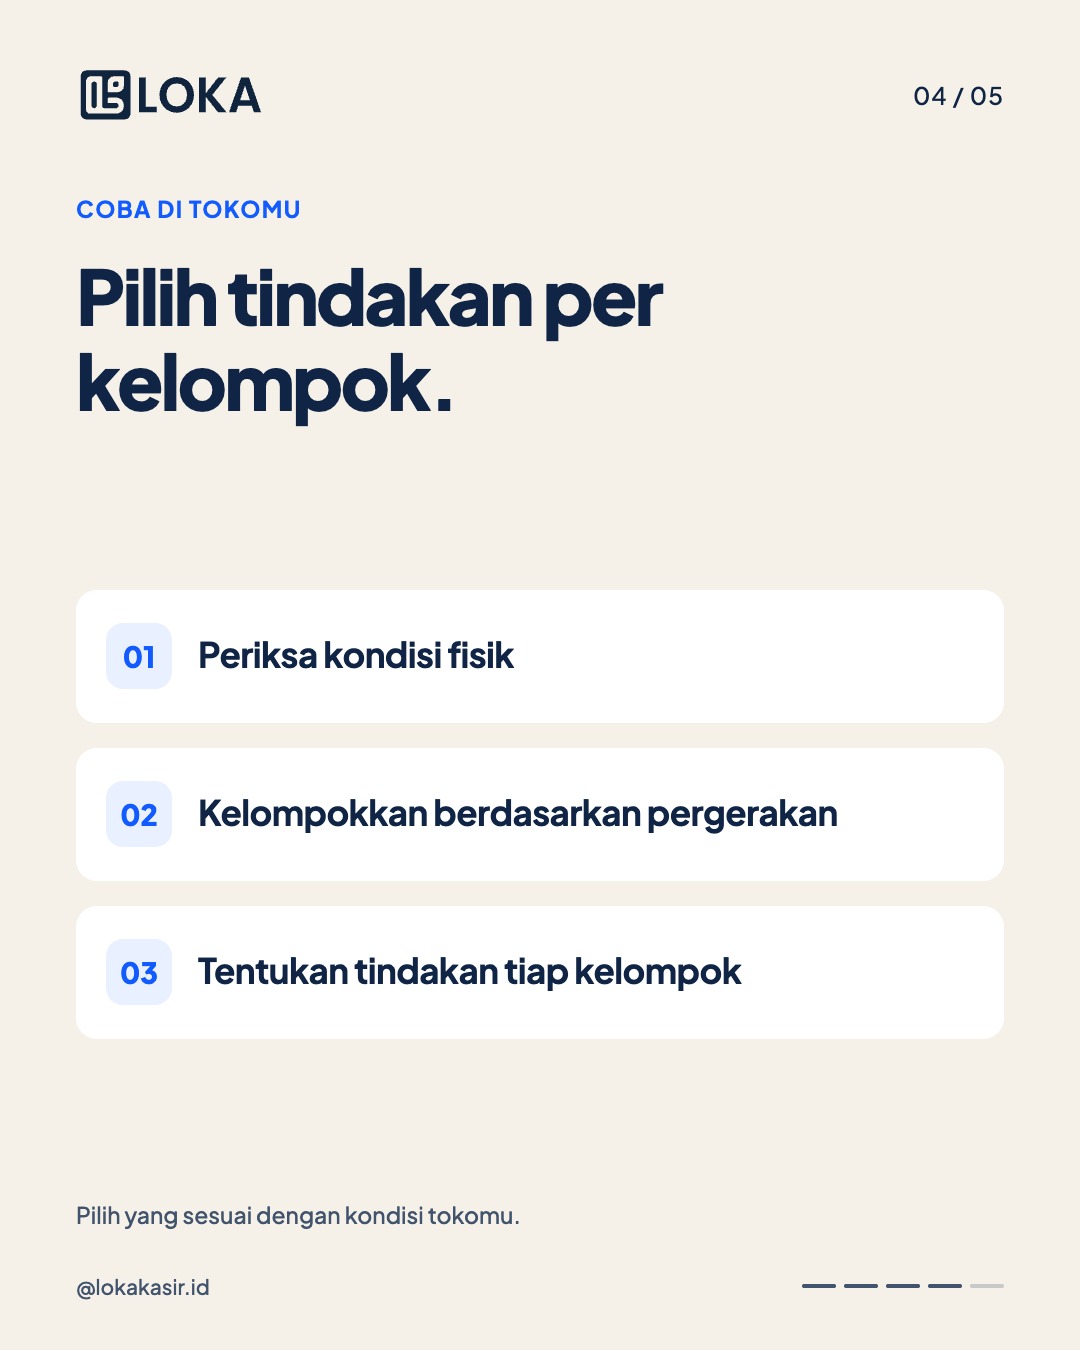 LOKA
04 / 05
COBA DI TOKOMU
Pilih tindakan per
kelompok.
01 Periksa kondisi fisik
02 Kelompokkan berdasarkan pergerakan
03 Tentukan tindakan tiap kelompok
Pilih yang sesuai dengan kondisi tokomu.
@lokakasir.id